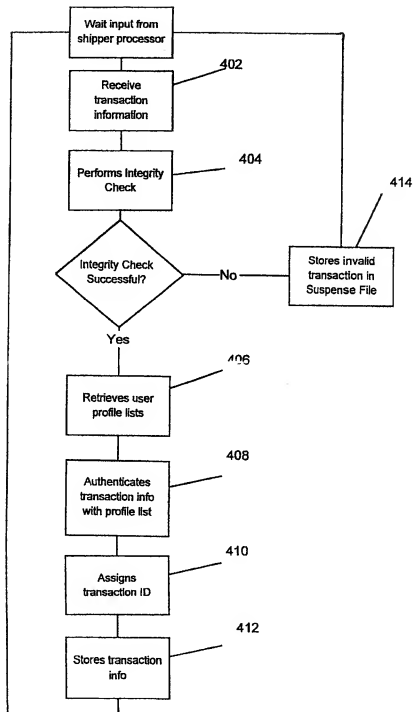 Wait input from
shipper processor
402
Receive
transaction
information
404
Performs Integrity
Check
414
Integrity Check
Successful?
No
Stores invalid
transaction in
Suspense File
Yes
406
Retrieves user
profile lists
408
Authenticates
transaction info
with profile list
410
Assigns
transaction ID
412
Stores transaction
info